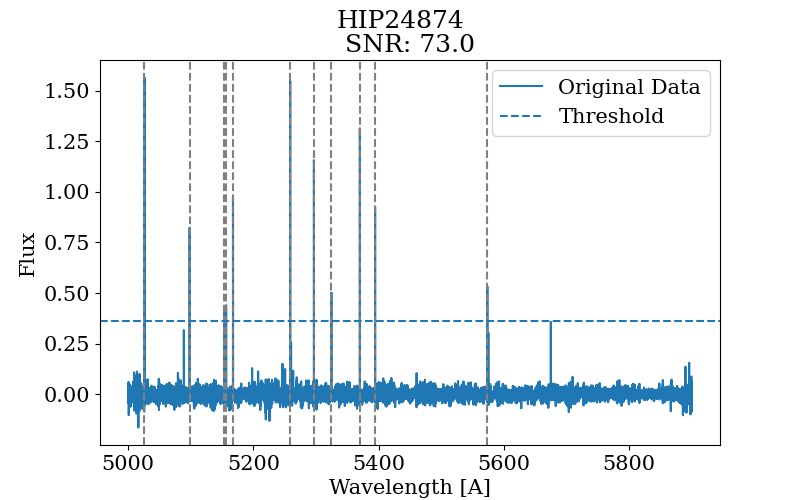 HIP24874
SNR: 73.0
Original Data
Threshold
1.50
1.25
1.00
0.75
0.50
0.25
0.00
Flux
5000 5200 5400 5600 5800
Wavelength [A]